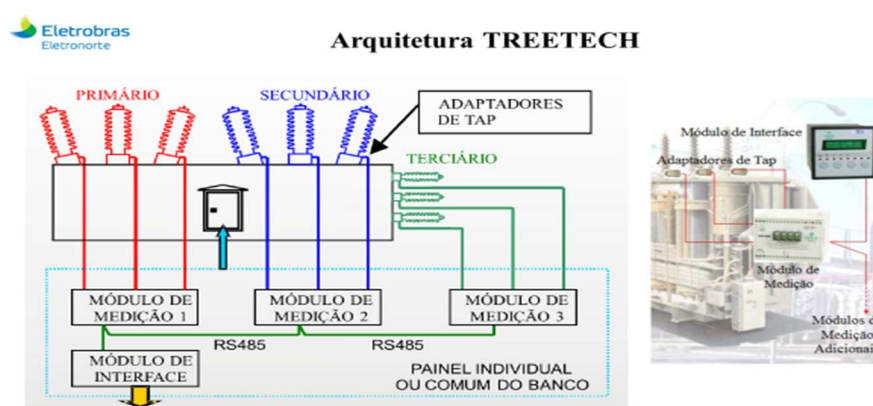 Eletrobras
Eletronorte
Arquitetura TREETECH
PRIMÁRIO
SECUNDÁRIO
ADAPTADORES
DE TAP
TERCIÁRIO
MÓDULO DE
MEDIÇÃO 1
MÓDULO DE
MEDIÇÃO 2
MÓDULO DE
MEDIÇÃO 3
RS485
RS485
MÓDULO DE
INTERFACE
PAINEL INDIVIDUAL
OU COMUM DO BANCO
Módulo de Interface
Adaptadores de Tap
Módulo de
Medição
Módulos d
Medição
Adicionai